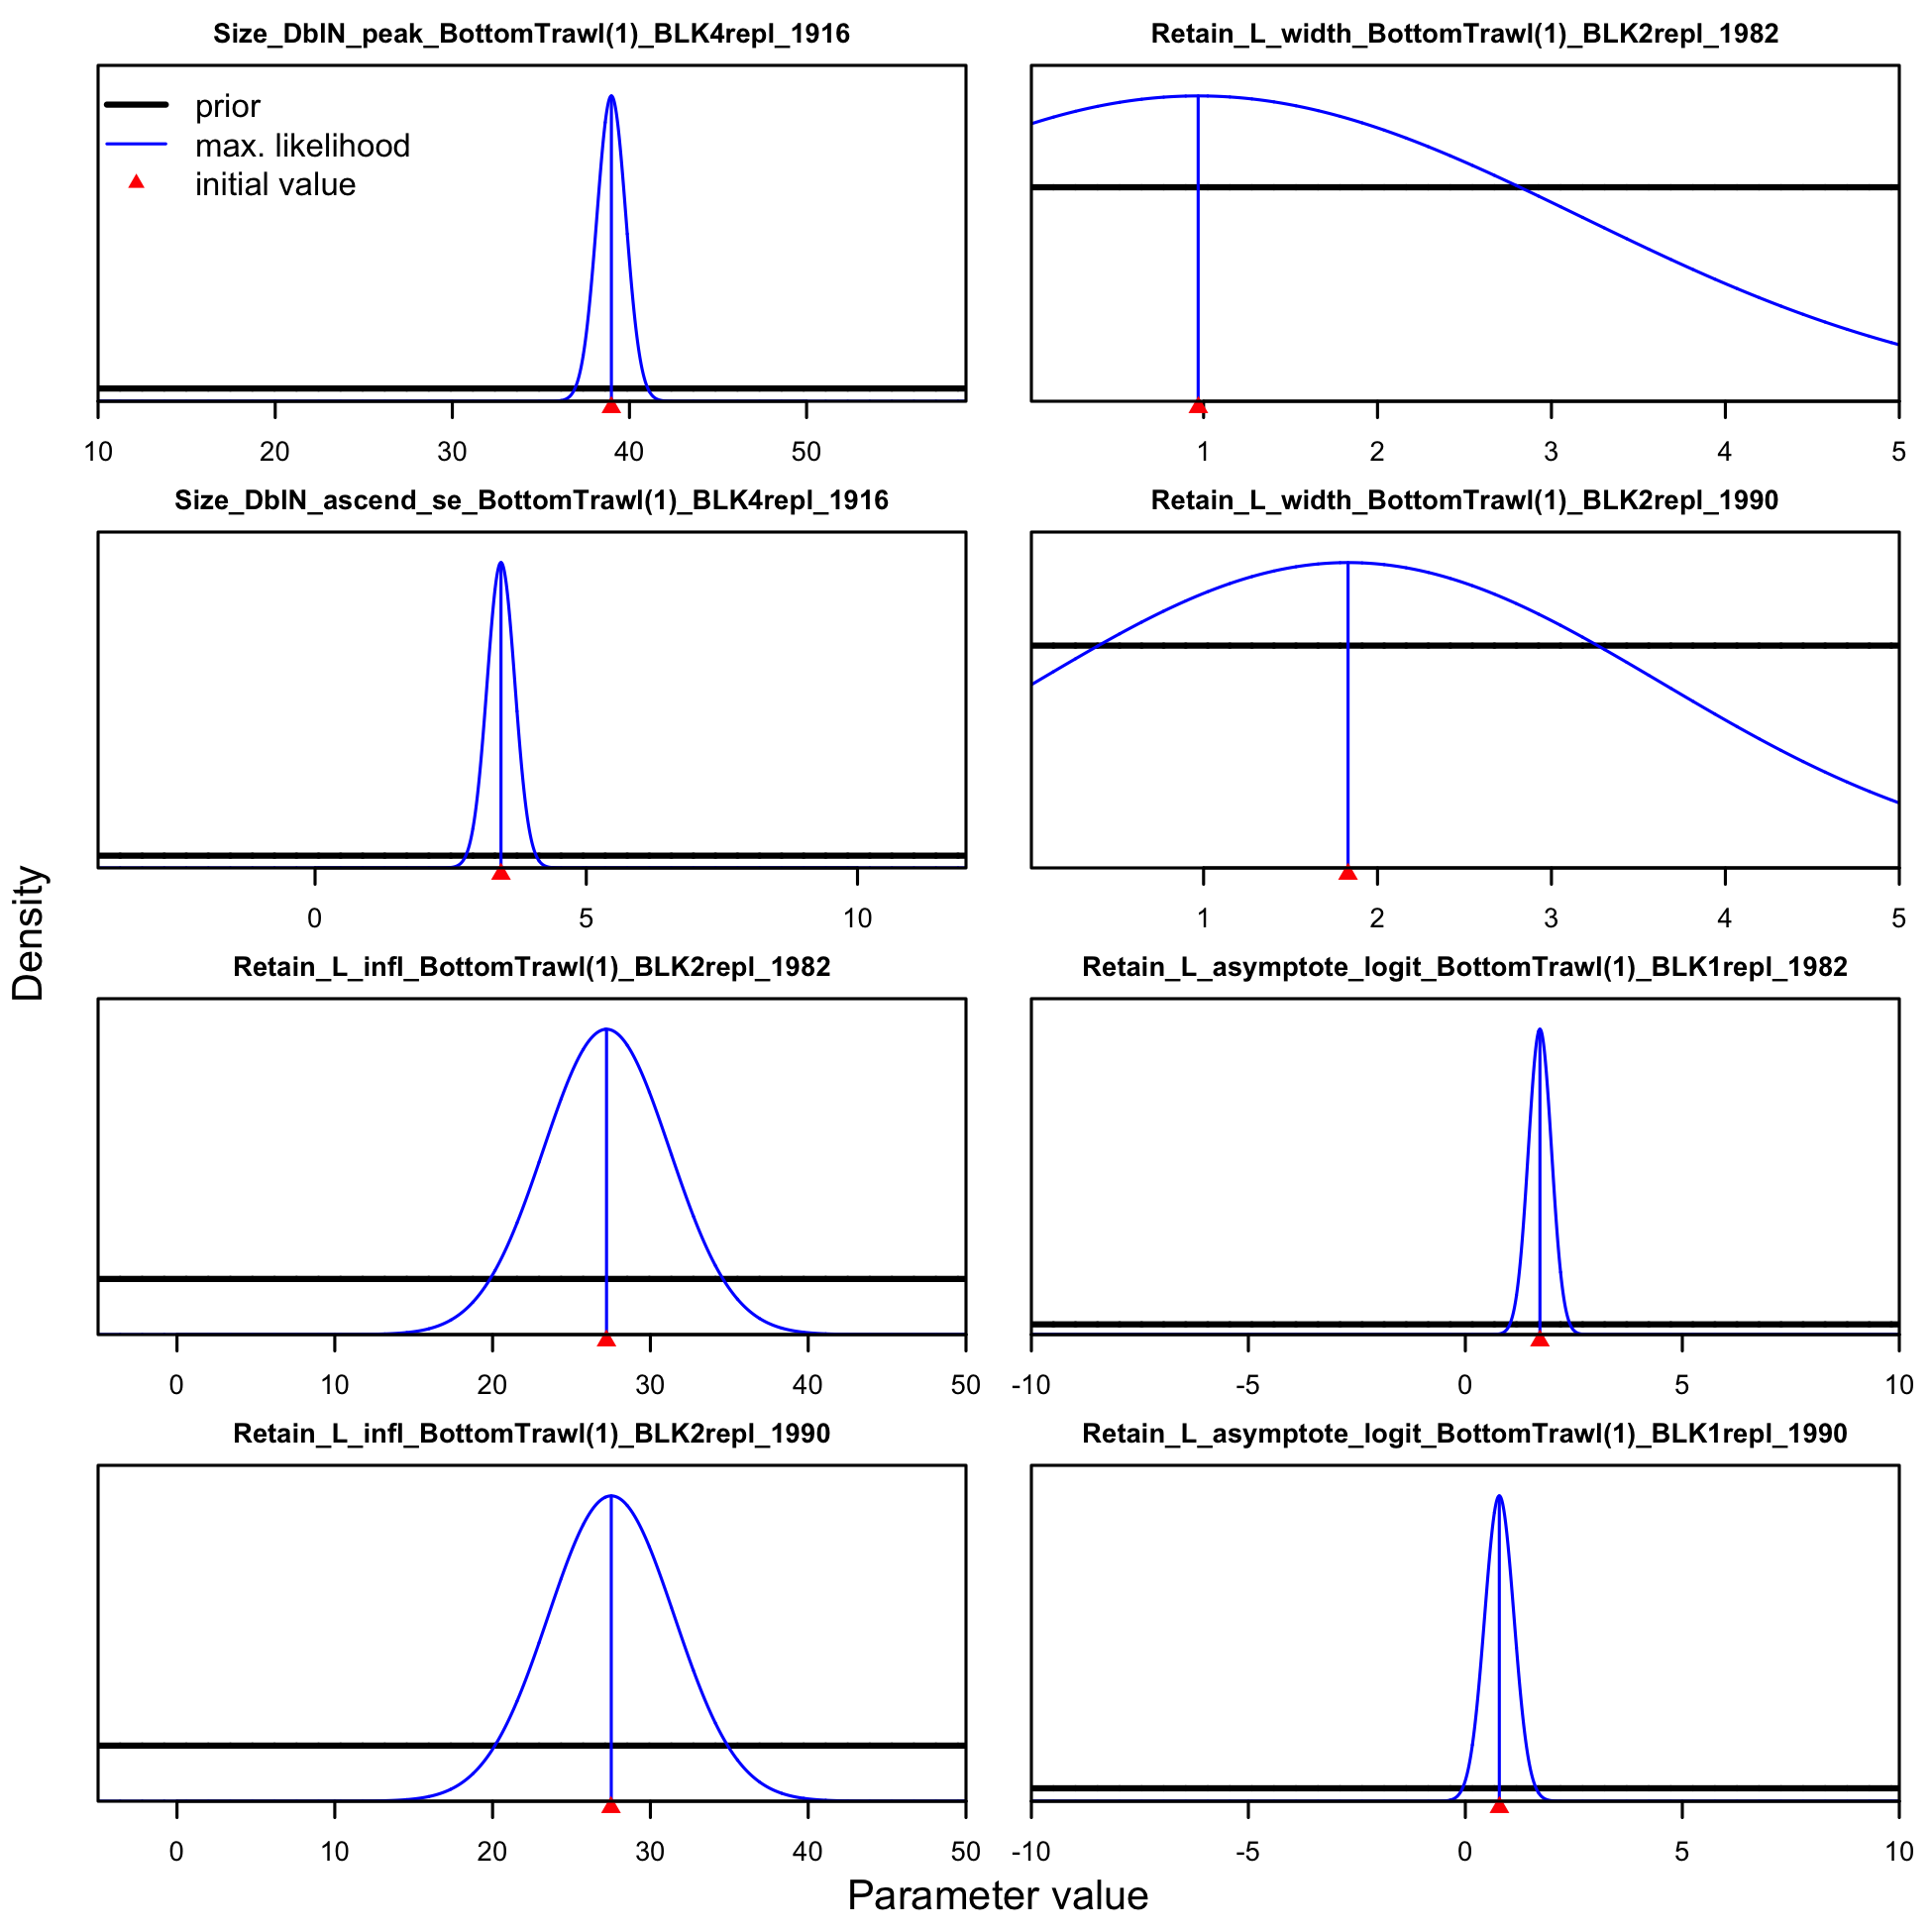 Size_DblN_peak_BottomTrawl(1)_BLK4repl_1916
prior
max. likelihood
initial value
10 20 30 40 50
Retain_L_width_BottomTrawl(1)_BLK2repl_1982
1 2 3 4 5
Size_DblN_ascend_se_BottomTrawl(1)_BLK4repl_1916
0 5 10
Retain_L_width_BottomTrawl(1)_BLK2repl_1990
1 2 3 4 5
Retain_L_infl_BottomTrawl(1)_BLK2repl_1982
0 10 20 30 40 50
Retain_L_asymptote_logit_BottomTrawl(1)_BLK1repl_1982
-10 -5 0 5 10
Retain_L_infl_BottomTrawl(1)_BLK2repl_1990
0 10 20 30 40 50
Retain_L_asymptote_logit_BottomTrawl(1)_BLK1repl_1990
-10 -5 0 5 10
Density
Parameter value